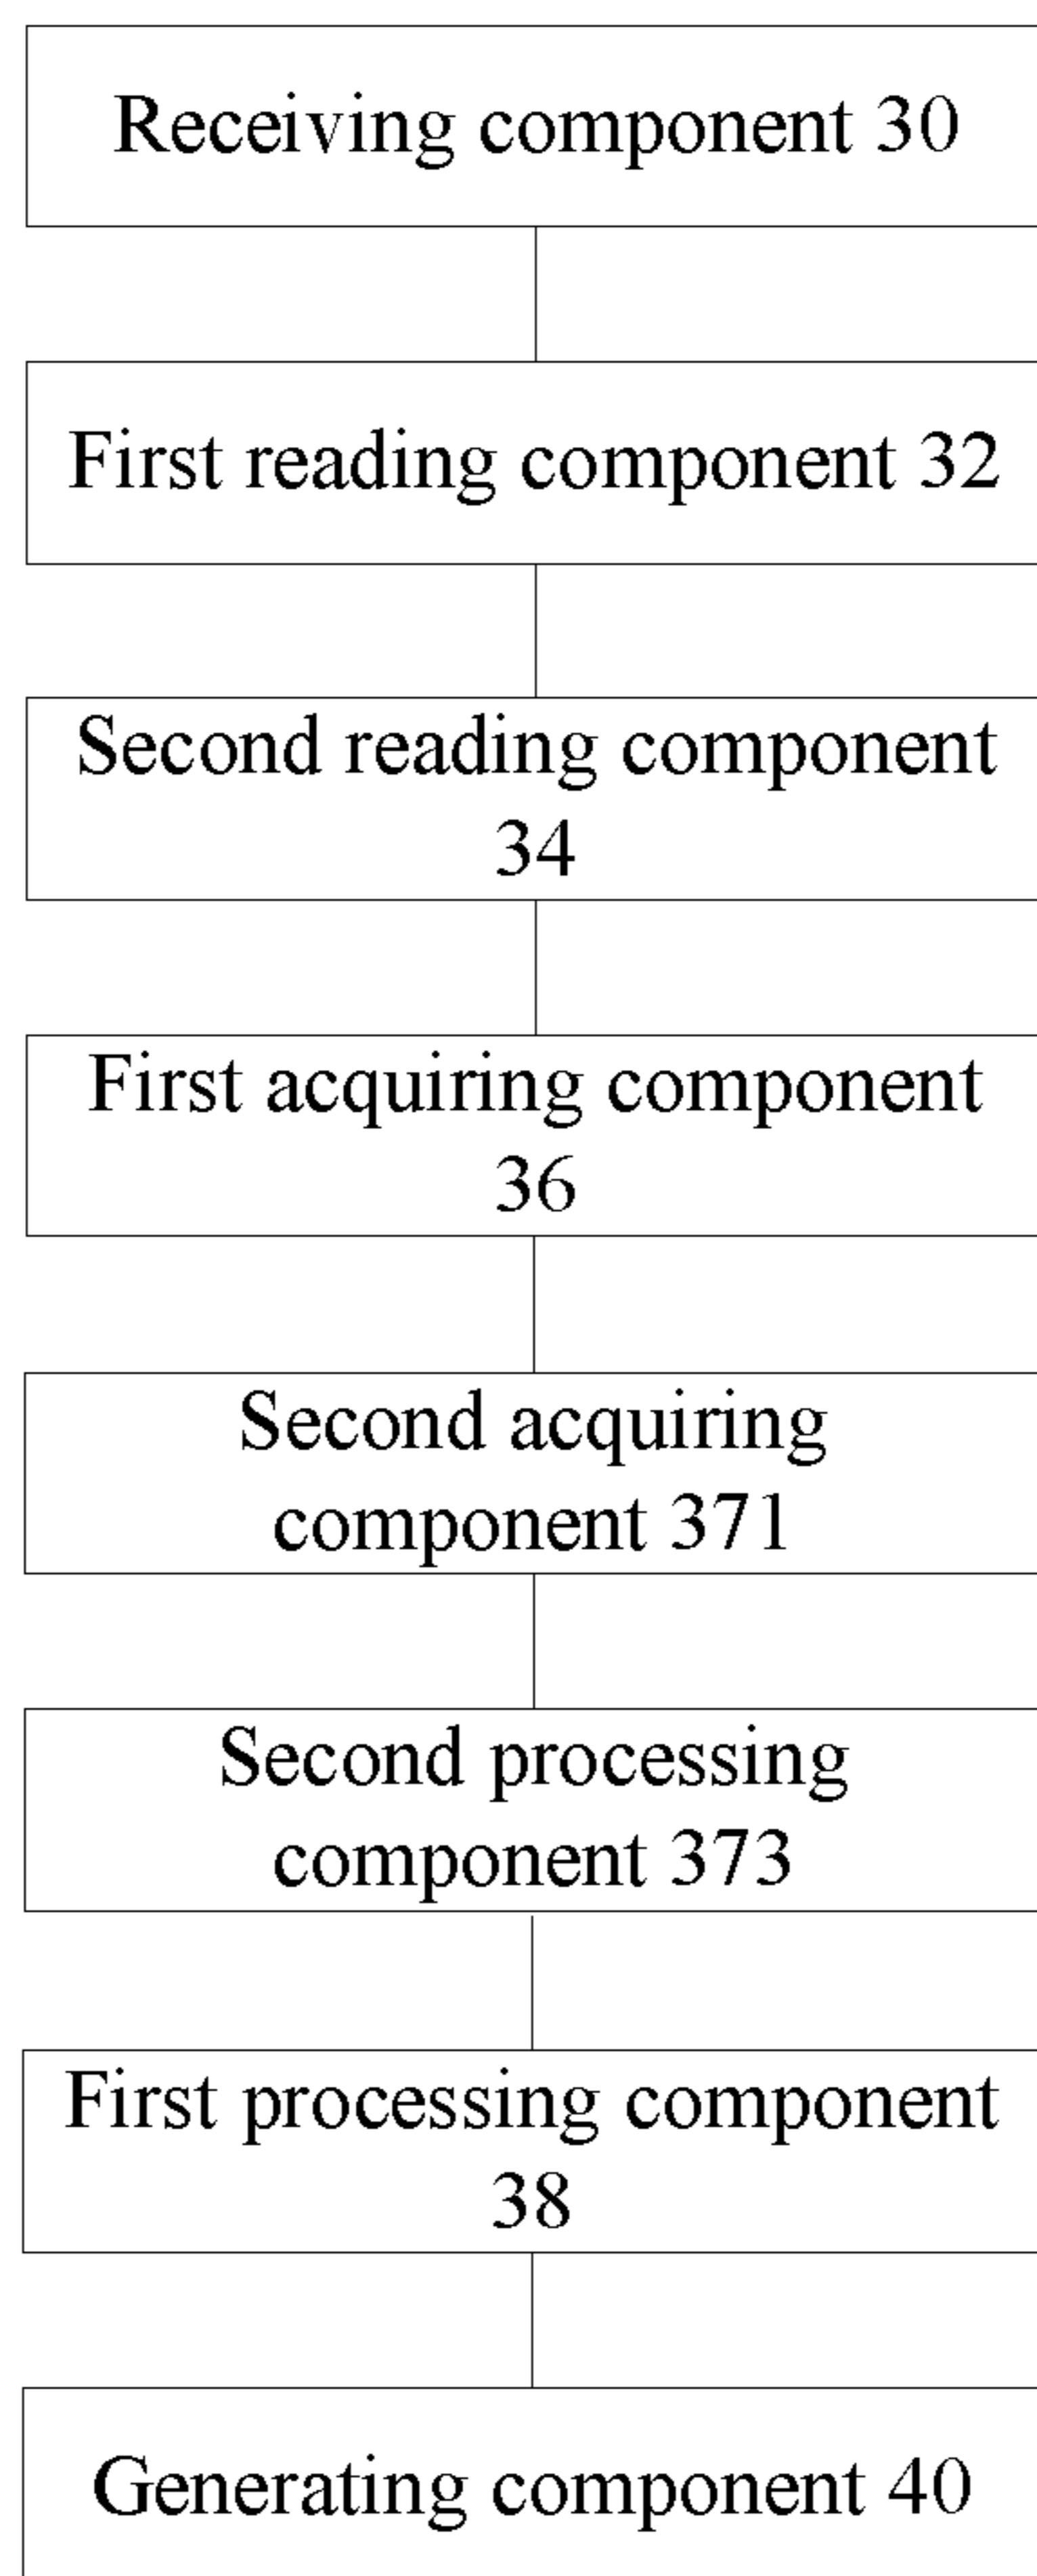 Receiving component 30
First reading component 32
Second reading component
34
First acquiring component
36
Second acquiring
component 371
Second processing
component 373
First processing component
38
Generating component 40